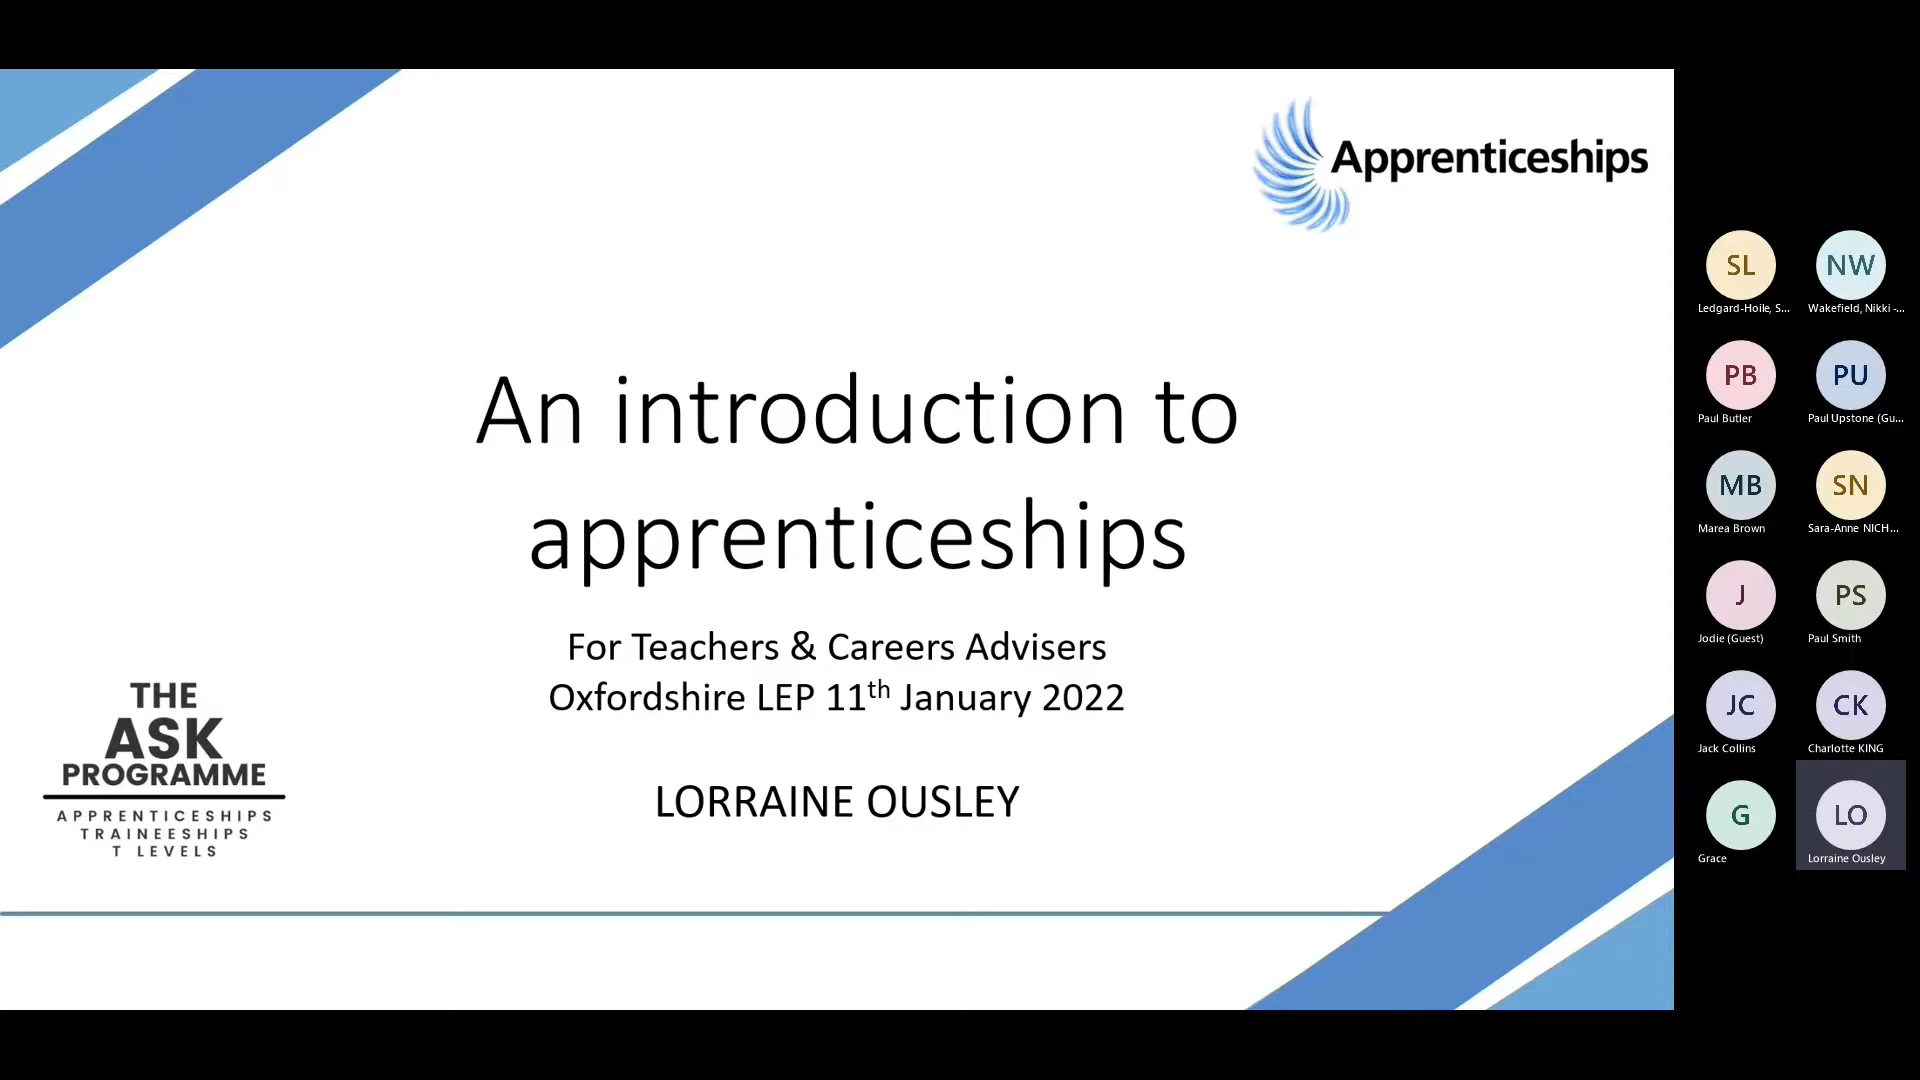 Apprenticeships
An introduction to
apprenticeships
For Teachers & Careers Advisers
Oxfordshire LEP 11th January 2022
LORRAINE OUSLEY
THE
ASK
PROGRAMME
APPRENTICESHIPS
TRAINEESHIPS
T LEVELS
SL
Ledgard-Hoile, S...
NW
Wakefield, Nikki -...
PB
Paul Butler
PU
Paul Upstone (Gu...
MB
Marea Brown
SN
Sara-Anne NICH...
J
Jodie (Guest)
PS
Paul Smith
JC
Jack Collins
CK
Charlotte KING
G
Grace
LO
Lorraine Ousley